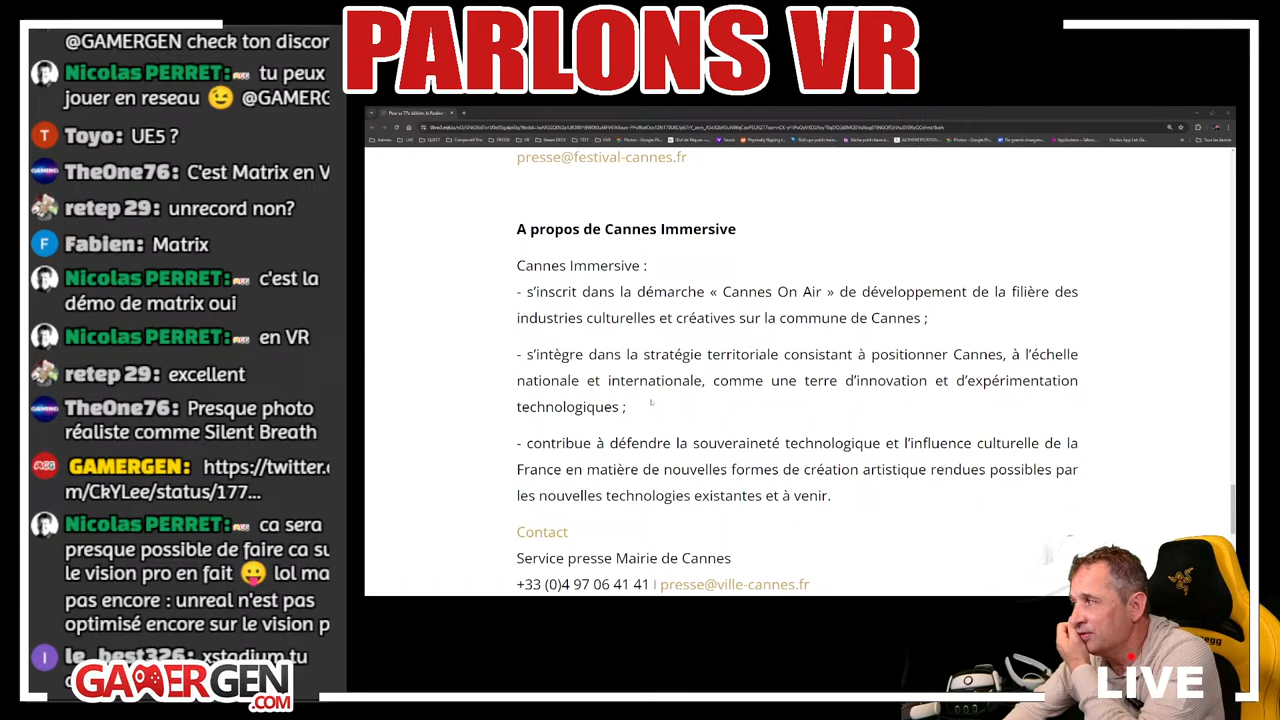 PARLONS VR
@GAMERGEN check ton discor
Nicolas PERRET: tu peux
jouer en reseau 😉 @GAMERG
Toyo: UE5 ?
TheOne76: C'est Matrix en V
retep 29: unrecord non?
Fabien: Matrix
Nicolas PERRET: c'est la
démo de matrix oui
Nicolas PERRET: en VR
retep 29: excellent
TheOne76: Presque photo
réaliste comme Silent Breath
GAMERGEN: https://twitter.c
m/CkYLee/status/177...
Nicolas PERRET: ca sera
presque possible de faire ca su
le vision pro en fait 😛 lol ma
pas encore : unreal n'est pas
optimisé encore sur le vision p
le_best326: xstadium tu
GAMERGEN
.COM
presse@festival-cannes.fr
A propos de Cannes Immersive
Cannes Immersive :
- s’inscrit dans la démarche « Cannes On Air » de développement de la filière des
industries culturelles et créatives sur la commune de Cannes ;
- s’intègre dans la stratégie territoriale consistant à positionner Cannes, à l’échelle
nationale et internationale, comme une terre d’innovation et d’expérimentation
technologiques ;
- contribue à défendre la souveraineté technologique et l’influence culturelle de la
France en matière de nouvelles formes de création artistique rendues possibles par
les nouvelles technologies existantes et à venir.
Contact
Service presse Mairie de Cannes
+33 (0)4 97 06 41 41 | presse@ville-cannes.fr
LIVE